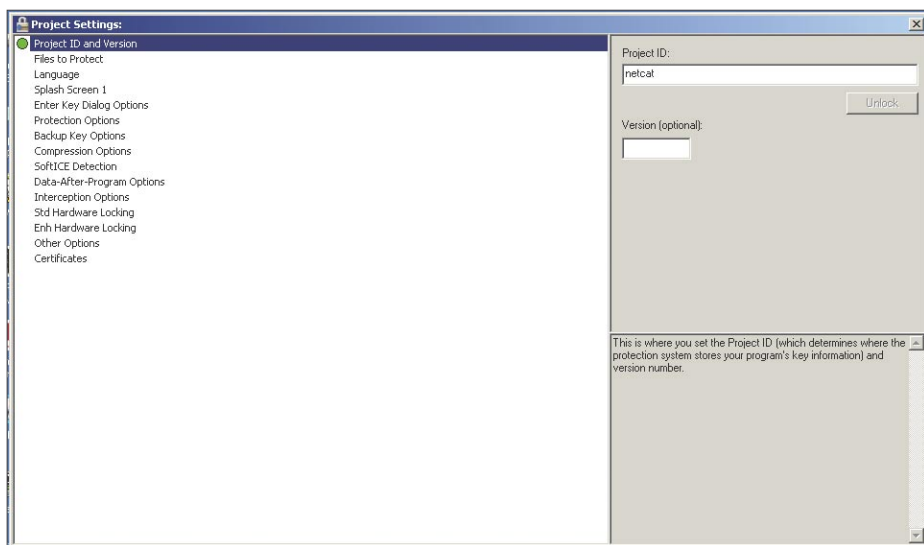 Project Settings:
Project ID and Version
Files to Protect
Language
Splash Screen 1
Enter Key Dialog Options
Protection Options
Backup Key Options
Compression Options
SoftICE Detection
Data-After-Program Options
Interception Options
Std Hardware Locking
Enh Hardware Locking
Other Options
Certificates
Project ID:
netcat
Unlock
Version (optional):
This is where you set the Project ID (which determines where the
protection system stores your program's key information) and
version number.